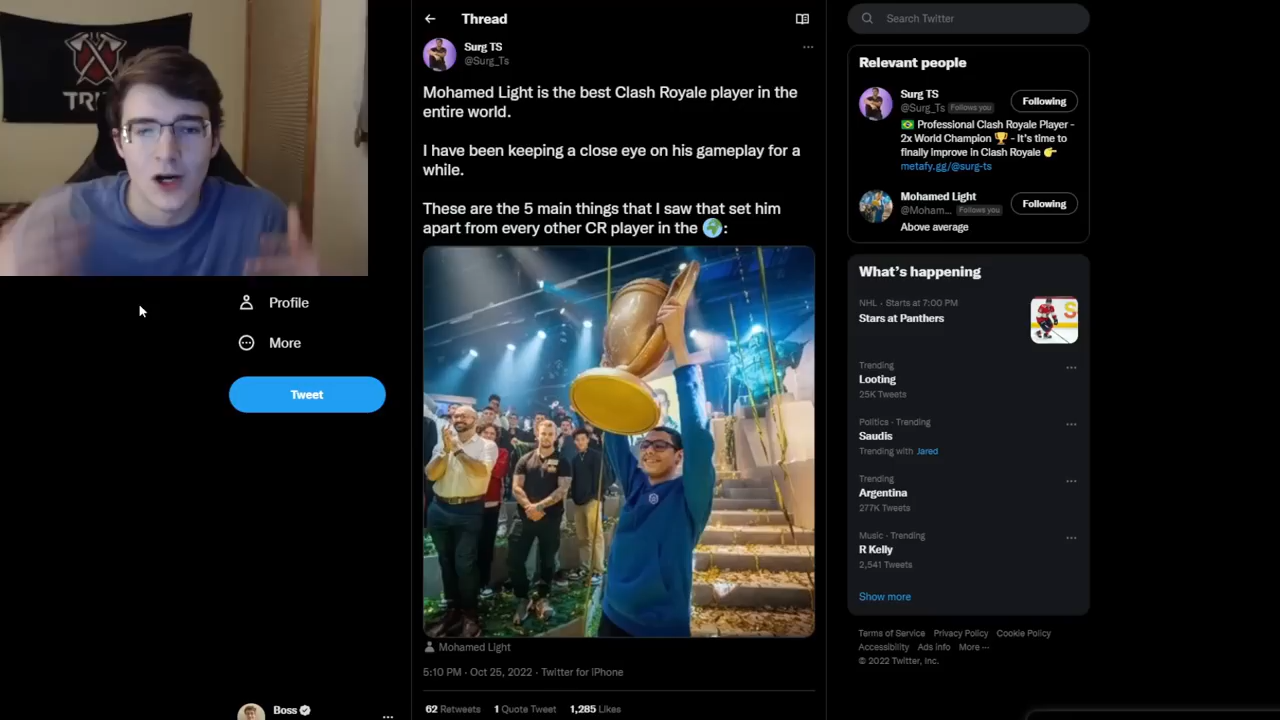 TRI
Thread
Surg TS
@Surg_Ts
Mohamed Light is the best Clash Royale player in the
entire world.
I have been keeping a close eye on his gameplay for a
while.
These are the 5 main things that I saw that set him
apart from every other CR player in the 🌍:
Mohamed Light
5:10 PM · Oct 25, 2022 · Twitter for iPhone
62 Retweets 1 Quote Tweet 1,285 Likes
Profile
More
Tweet
Boss
Search Twitter
Relevant people
Surg TS
@Surg_Ts Follows you
Following
🇧🇷 Professional Clash Royale Player -
2x World Champion 🏆 - It's time to
finally improve in Clash Royale 👉
metafy.gg/@surg-ts
Mohamed Light
@Moham... Follows you
Following
Above average
What's happening
NHL · Starts at 7:00 PM
Stars at Panthers
Trending
Looting
25K Tweets
Politics · Trending
Saudis
Trending with Jared
Trending
Argentina
277K Tweets
Music · Trending
R Kelly
2,541 Tweets
Show more
Terms of Service Privacy Policy Cookie Policy
Accessibility Ads info More ···
© 2022 Twitter, Inc.